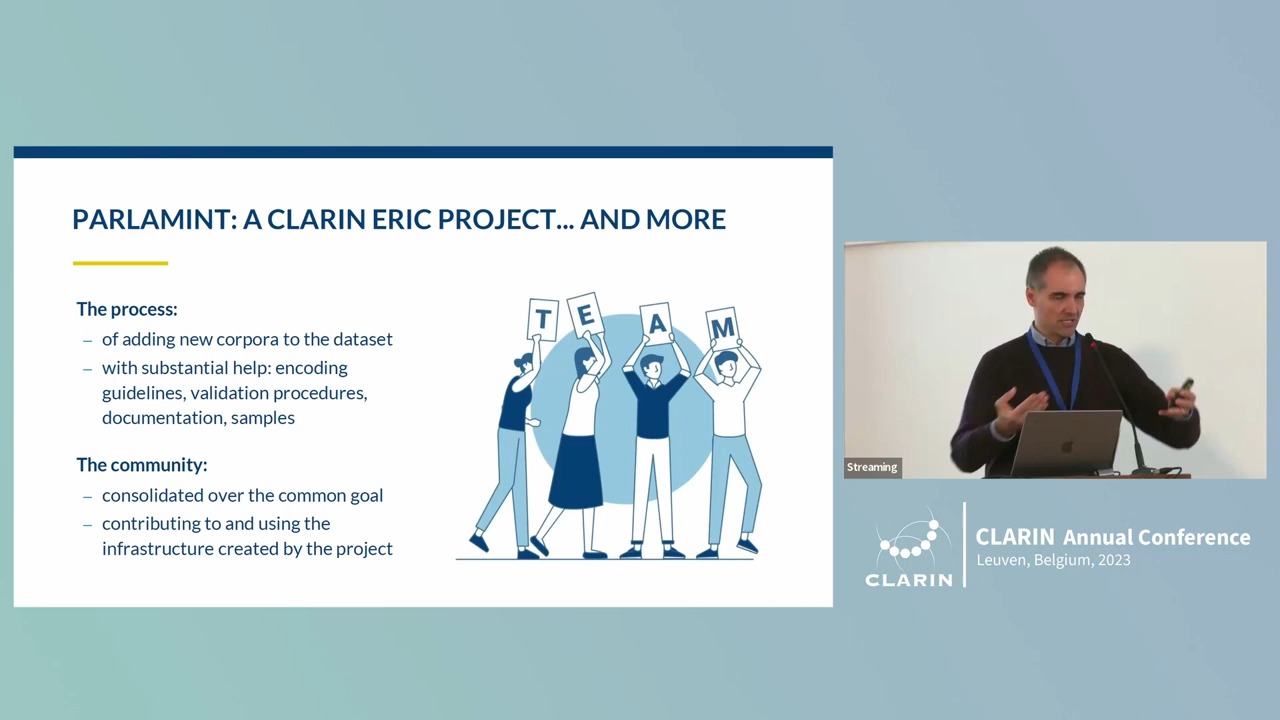 PARLAMINT: A CLARIN ERIC PROJECT... AND MORE
The process:
– of adding new corpora to the dataset
– with substantial help: encoding
guidelines, validation procedures,
documentation, samples
The community:
– consolidated over the common goal
– contributing to and using the
infrastructure created by the project
T E A M
Streaming
CLARIN
CLARIN Annual Conference
Leuven, Belgium, 2023